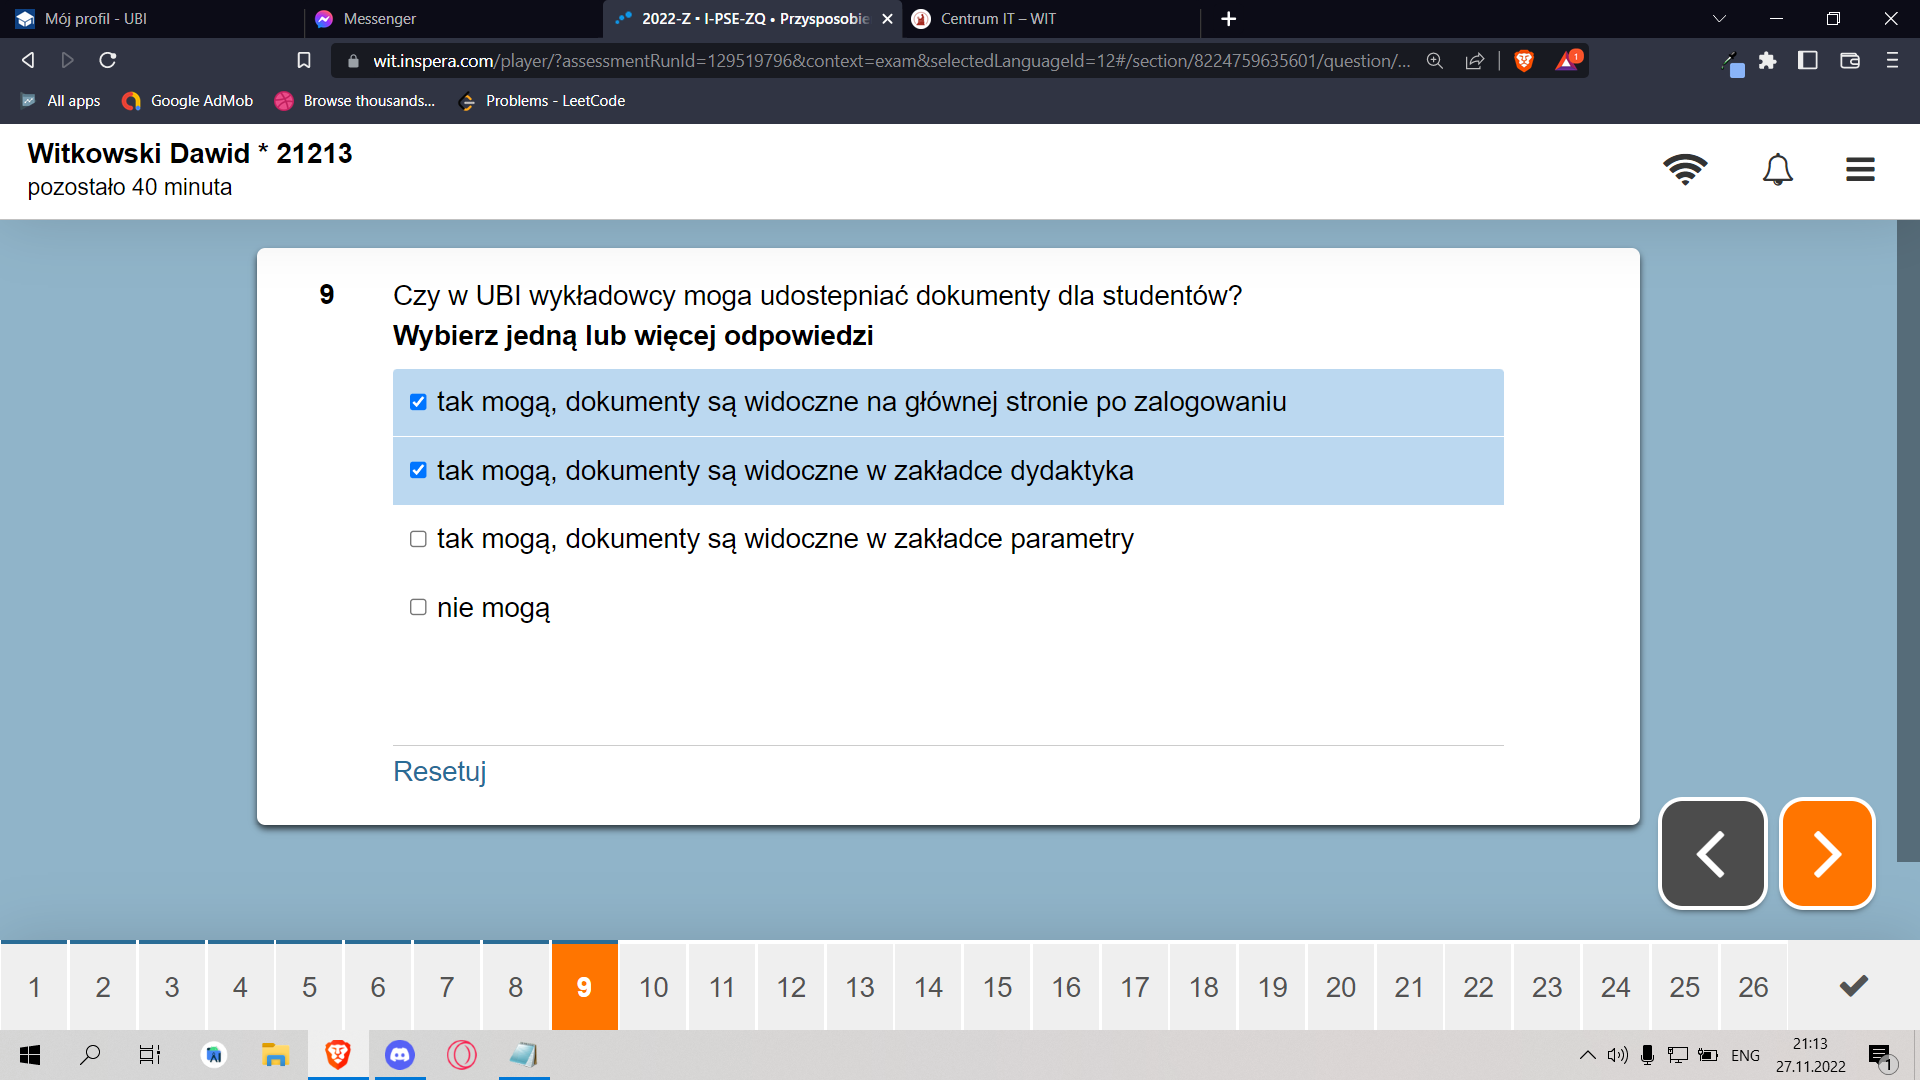 Mój profil - UBI
Messenger
2022-Z • I-PSE-ZQ • Przysposobie
Centrum IT – WIT
wit.inspera.com/player/?assessmentRunId=129519796&context=exam&selectedLanguageId=12#/section/8224759635601/question/...
1
All apps
Google AdMob
Browse thousands...
Problems - LeetCode
Witkowski Dawid * 21213
pozostało 40 minuta
9
Czy w UBI wykładowcy moga udostepniać dokumenty dla studentów?
Wybierz jedną lub więcej odpowiedzi
tak mogą, dokumenty są widoczne na głównej stronie po zalogowaniu
tak mogą, dokumenty są widoczne w zakładce dydaktyka
tak mogą, dokumenty są widoczne w zakładce parametry
nie mogą
Resetuj
1 2 3 4 5 6 7 8 9 10 11 12 13 14 15 16 17 18 19 20 21 22 23 24 25 26
ENG
21:13
27.11.2022
1